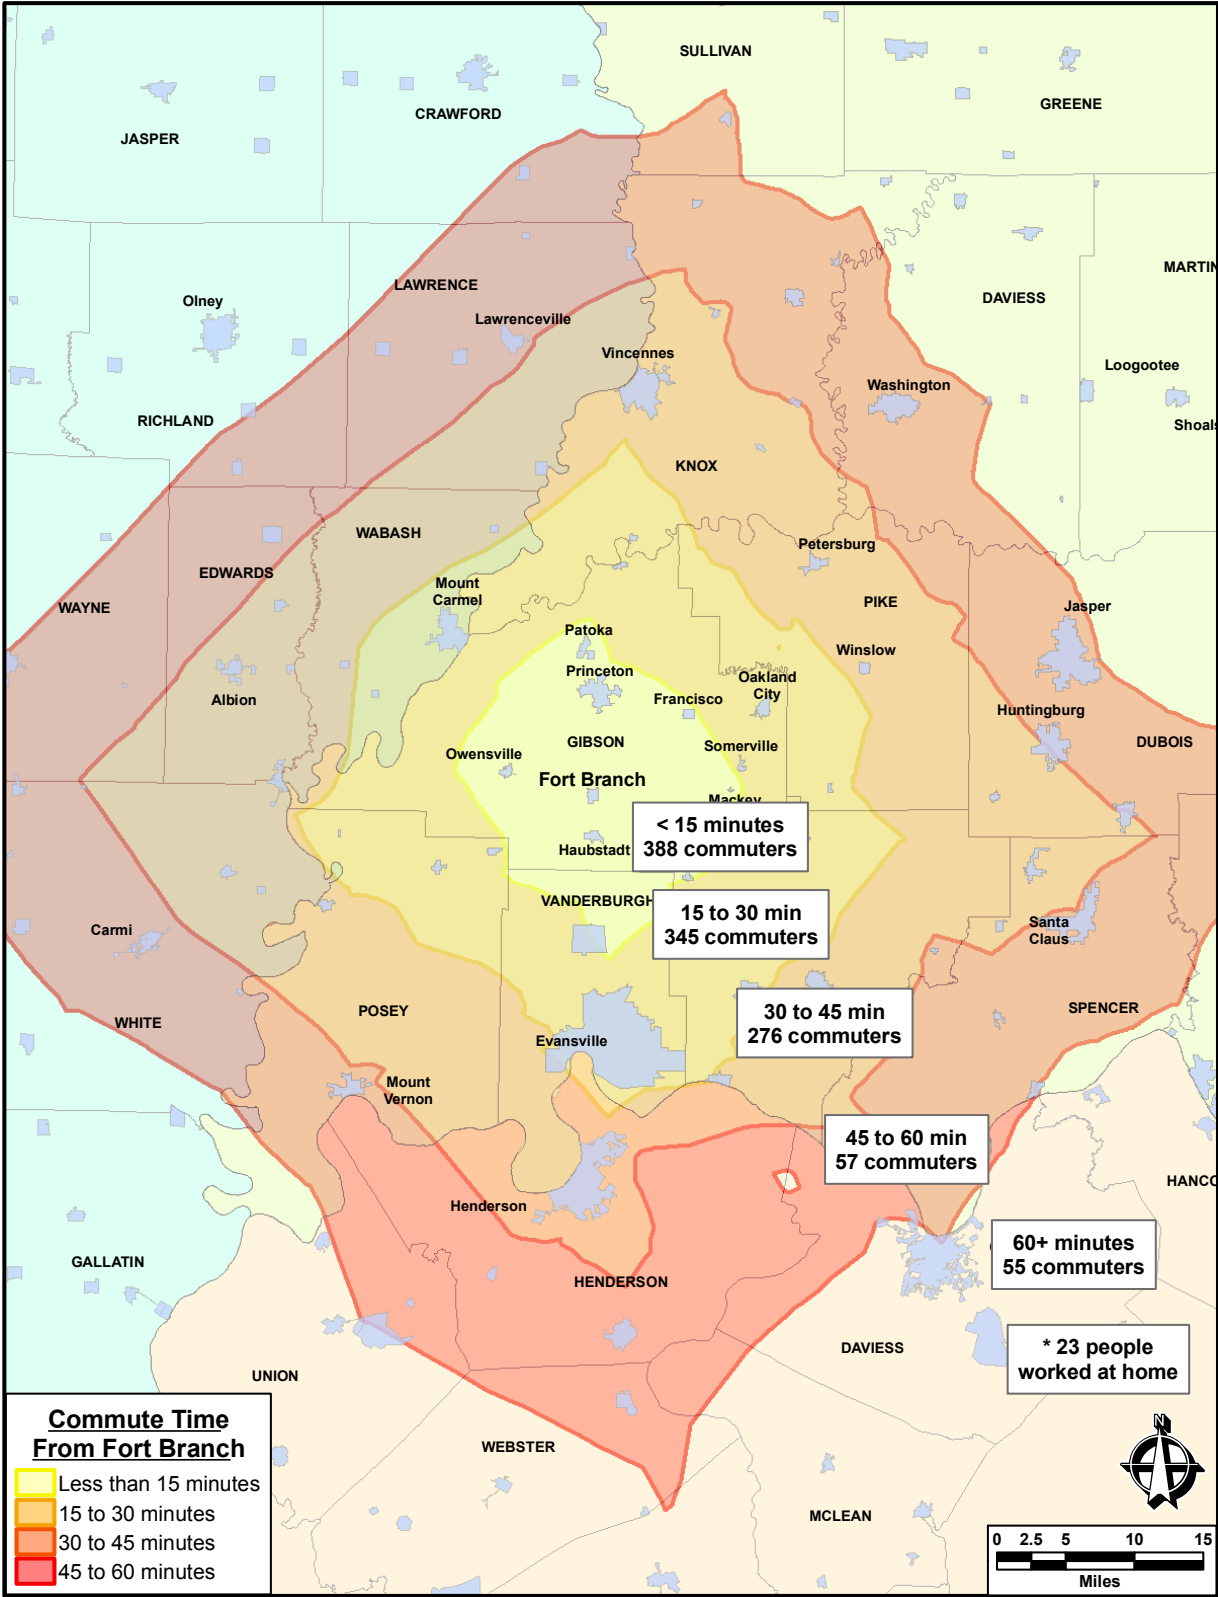 SULLIVAN
GREENE
CRAWFORD
JASPER
MARTIN
LAWRENCE
DAVIESS
Olney
Lawrenceville
Vincennes
Loogootee
Washington
RICHLAND
Shoals
KNOX
WABASH
Petersburg
EDWARDS
Mount
Carmel
WAYNE
PIKE
Jasper
Patoka
Winslow
Princeton
Oakland
City
Albion
Francisco
Huntingburg
GIBSON
Somerville
DUBOIS
Owensville
Fort Branch
Mackey
< 15 minutes
388 commuters
Haubstadt
VANDERBURGH
15 to 30 min
345 commuters
Carmi
Santa
Claus
30 to 45 min
276 commuters
POSEY
SPENCER
WHITE
Evansville
Mount
Vernon
45 to 60 min
57 commuters
HANCO
Henderson
60+ minutes
55 commuters
GALLATIN
HENDERSON
* 23 people
worked at home
DAVIESS
UNION
Commute Time
From Fort Branch
Less than 15 minutes
15 to 30 minutes
30 to 45 minutes
45 to 60 minutes
WEBSTER
MCLEAN
N
0 2.5 5 10 15
Miles